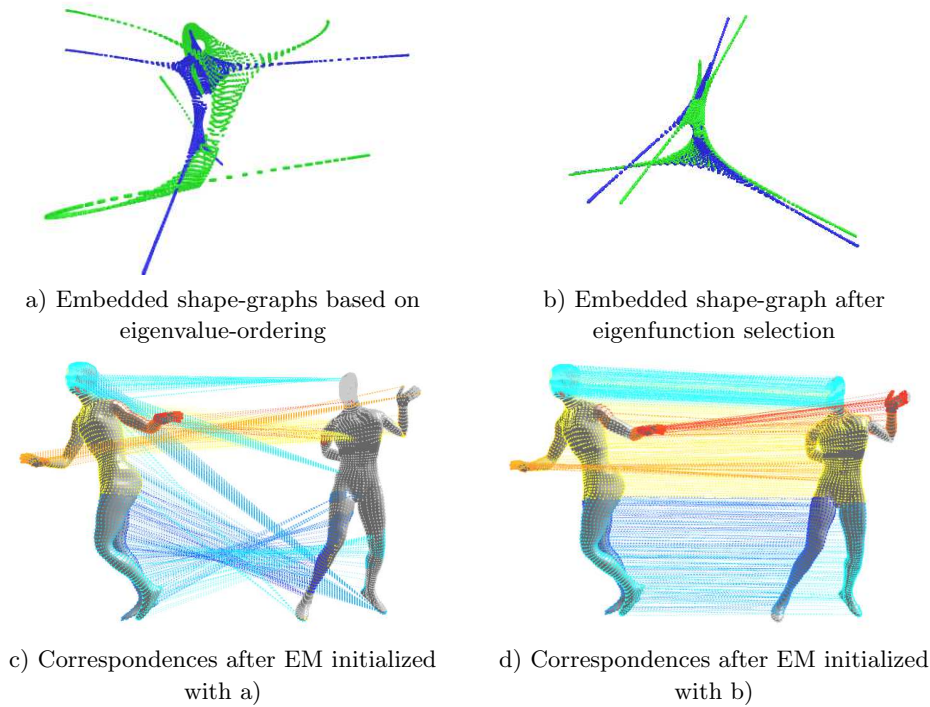 a) Embedded shape-graphs based on
eigenvalue-ordering
b) Embedded shape-graph after
eigenfunction selection
c) Correspondences after EM initialized
with a)
d) Correspondences after EM initialized
with b)